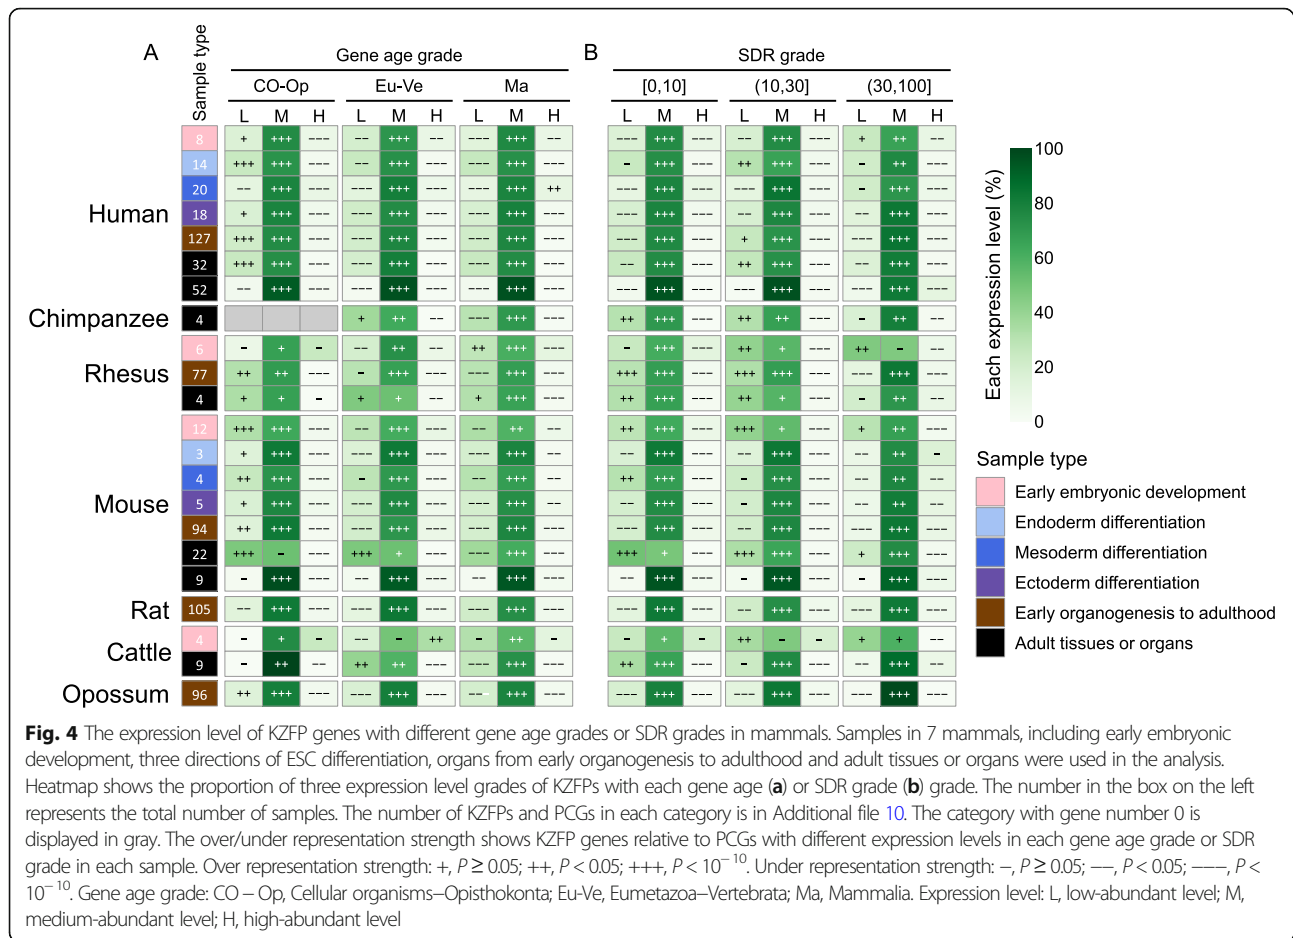 A
Sample type
Gene age grade
B
SDR grade
CO-Op Eu-Ve Ma [0,10] (10,30] (30,100]
L M H L M H L M H L M H L M H L M H
Human
8 + +++ −− −− +++ −− −−− +++ −− −−− +++ −−− −− +++ −−− + ++ −−
14 +++ +++ −−− −− +++ −−− −−− +++ −−− − +++ −−− ++ +++ −−− − ++ −−−
20 −− +++ −−− −−− +++ −−− −−− +++ ++ −−− +++ −−− −−− +++ −−− − +++ −−−
18 + +++ −−− −−− +++ −−− −−− +++ −−− −−− +++ −−− −− +++ −−− −− +++ −−−
127 +++ +++ −−− −−− +++ −−− −−− +++ −−− −−− +++ −−− + +++ −−− −−− +++ −−−
32 +++ +++ −−− −−− +++ −−− −−− +++ −−− −− +++ −−− ++ +++ −−− −− +++ −−−
52 −− +++ −−− −− +++ −−− −−− +++ −−− −−− +++ −−− −−− +++ −−− −− +++ −−−
Chimpanzee
4 + ++ −− −−− +++ −−− ++ +++ −−− ++ ++ −−− − ++ −−
Rhesus
6 − + − −− ++ −− ++ +++ −−− − +++ −−− ++ + −−− ++ − −−
77 ++ ++ −−− − +++ −−− −−− +++ −−− +++ +++ −−− +++ +++ −−− −− +++ −−−
4 + + − + + −− + +++ −−− ++ +++ −−− ++ + −−− − ++ −−
Mouse
12 +++ +++ −−− −− +++ −−− −− ++ −−− ++ +++ −−− +++ + −−− + ++ −−
3 + +++ −−− −− +++ −−− −− +++ −−− −− +++ −−− −− +++ −−− −− ++ −
4 ++ +++ −−− − +++ −−− −− +++ −−− ++ +++ −−− − +++ −−− − ++ −−
5 + +++ −−− −−− +++ −−− −−− +++ −−− −− +++ −−− − +++ −−− −− ++ −−
94 ++ +++ −−− −−− +++ −−− −−− +++ −−− −−− +++ −−− −− +++ −−− −−− +++ −−−
22 +++ − −−− +++ + −−− −−− +++ −−− +++ + −−− +++ +++ −−− + +++ −−−
9 − +++ −−− −− +++ −−− −− +++ −−− −− +++ −−− − +++ −−− − +++ −−−
Rat
105 −− +++ −−− −−− +++ −−− −−− +++ −−− −−− +++ −−− −− +++ −−− −−− +++ −−−
Cattle
4 − + − −− − ++ − ++ − − + − ++ − − + + −−
9 − ++ −− ++ ++ −−− −−− +++ −−− ++ +++ −−− − +++ −−− −− +++ −−
Opossum
96 ++ +++ −−− −−− +++ −−− −−− +++ −−− −−− +++ −−− −−− +++ −−− −−− +++ −−−
Each expression level (%)
100
80
60
40
20
0
Sample type
Early embryonic development
Endoderm differentiation
Mesoderm differentiation
Ectoderm differentiation
Early organogenesis to adulthood
Adult tissues or organs
Fig. 4 The expression level of KZFP genes with different gene age grades or SDR grades in mammals. Samples in 7 mammals, including early embryonic
development, three directions of ESC differentiation, organs from early organogenesis to adulthood and adult tissues or organs were used in the analysis.
Heatmap shows the proportion of three expression level grades of KZFPs with each gene age (a) or SDR grade (b) grade. The number in the box on the left
represents the total number of samples. The number of KZFPs and PCGs in each category is in Additional file 10. The category with gene number 0 is
displayed in gray. The over/under representation strength shows KZFP genes relative to PCGs with different expression levels in each gene age grade or SDR
grade in each sample. Over representation strength: +, P ≥ 0.05; ++, P < 0.05; +++, P < 10⁻¹⁰. Under representation strength: −, P ≥ 0.05; −−, P < 0.05; −−−, P <
10⁻¹⁰. Gene age grade: CO − Op, Cellular organisms−Opisthokonta; Eu-Ve, Eumetazoa−Vertebrata; Ma, Mammalia. Expression level: L, low-abundant level; M,
medium-abundant level; H, high-abundant level